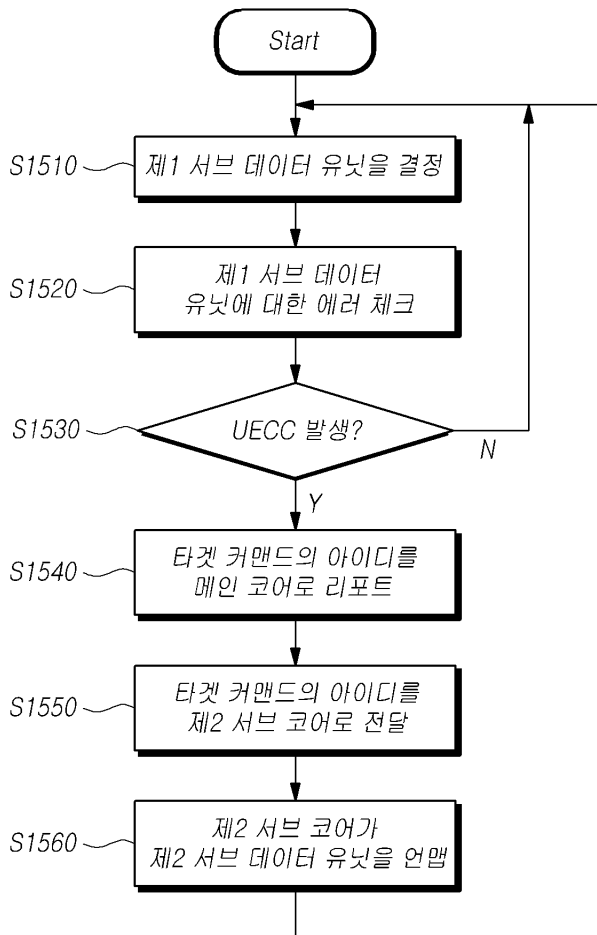 Start
S1510
제1 서브 데이터 유닛을 결정
S1520
제1 서브 데이터
유닛에 대한 에러 체크
S1530
UECC 발생?
N
Y
S1540
타겟 커맨드의 아이디를
메인 코어로 리포트
S1550
타겟 커맨드의 아이디를
제2 서브 코어로 전달
S1560
제2 서브 코어가
제2 서브 데이터 유닛을 언맵